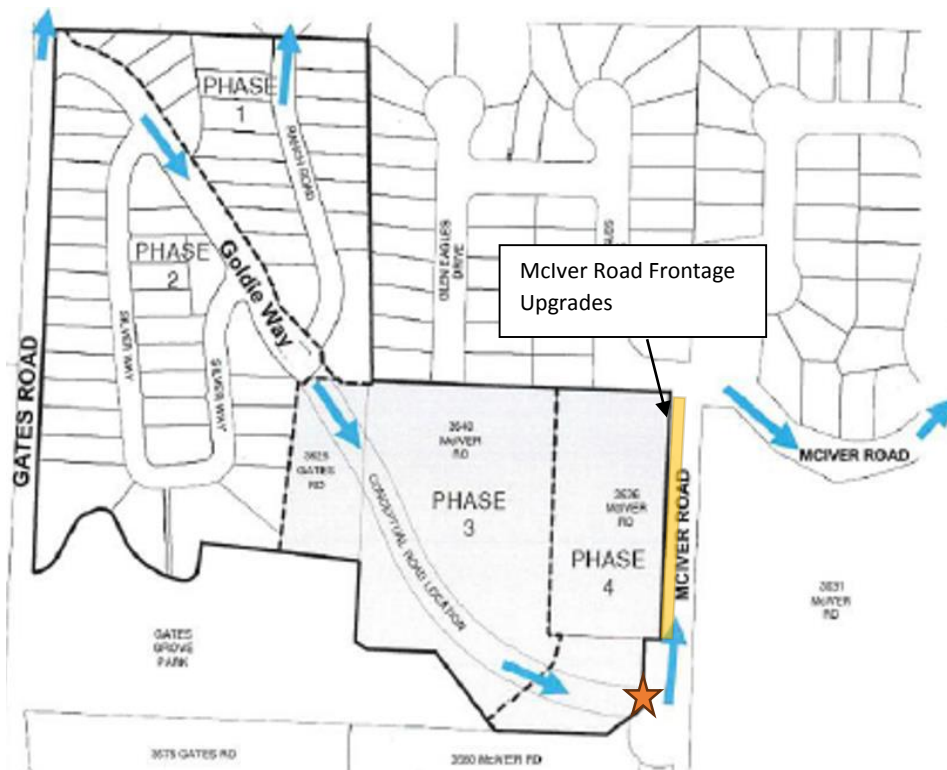 PHASE
1
RANCH ROAD
PHASE
2
Goldie Way
SILVER WAY
SILVER WAY
GATES ROAD
GLEN EAGLES
DRIVE
McIver Road Frontage
Upgrades
MCIVER ROAD
3640
McIVER
RD
GATES
RD
PHASE
3
CONCEPTUAL ROAD LOCATION
3636
McIVER
RD
PHASE
4
MCIVER ROAD
3631
McIVER
RD
GATES
GROVE
PARK
3675 GATES RD
McIVER RD